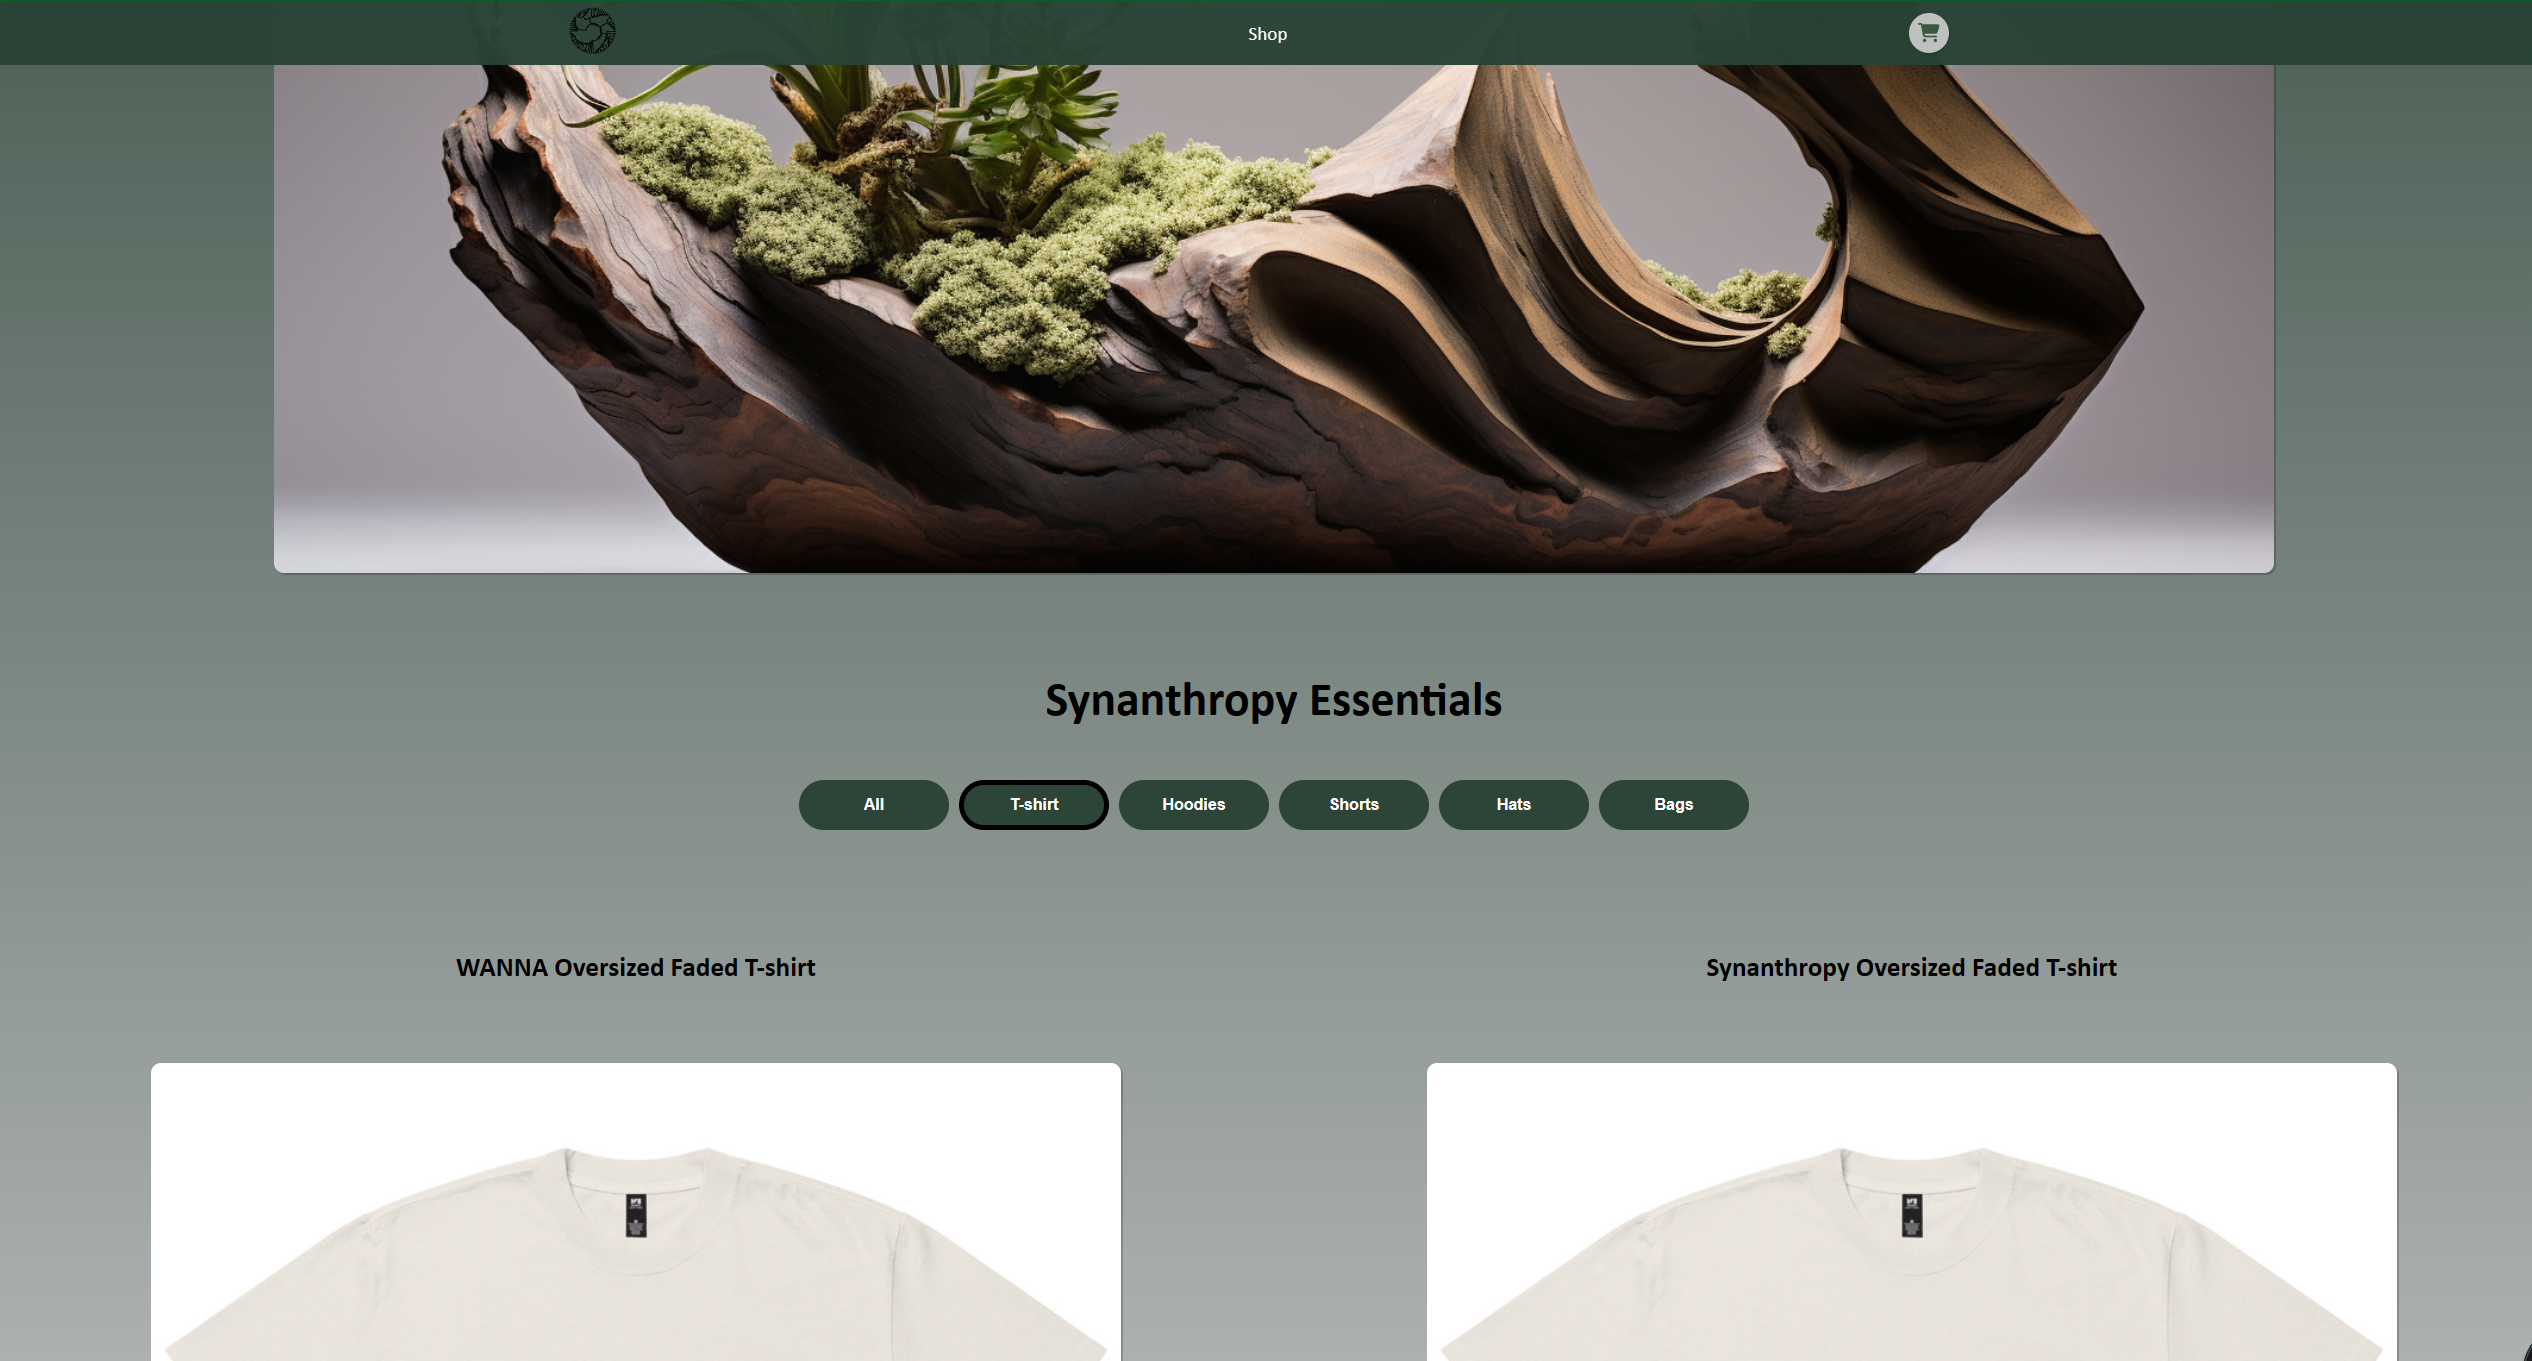 Shop
Synanthropy Essentials
All
T-shirt
Hoodies
Shorts
Hats
Bags
WANNA Oversized Faded T-shirt
Synanthropy Oversized Faded T-shirt